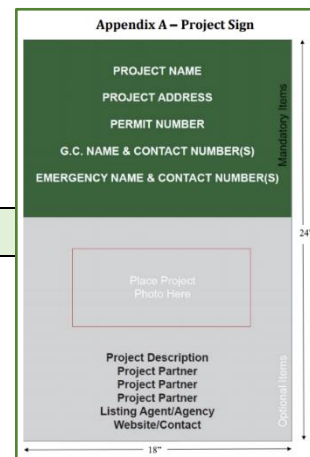 Appendix A – Project Sign
PROJECT NAME
PROJECT ADDRESS
PERMIT NUMBER
G.C. NAME & CONTACT NUMBER(S)
EMERGENCY NAME & CONTACT NUMBER(S)
Mandatory Items
Place Project
Photo Here
24"
Project Description
Project Partner
Project Partner
Project Partner
Listing Agent/Agency
Website/Contact
Optional Items
18"